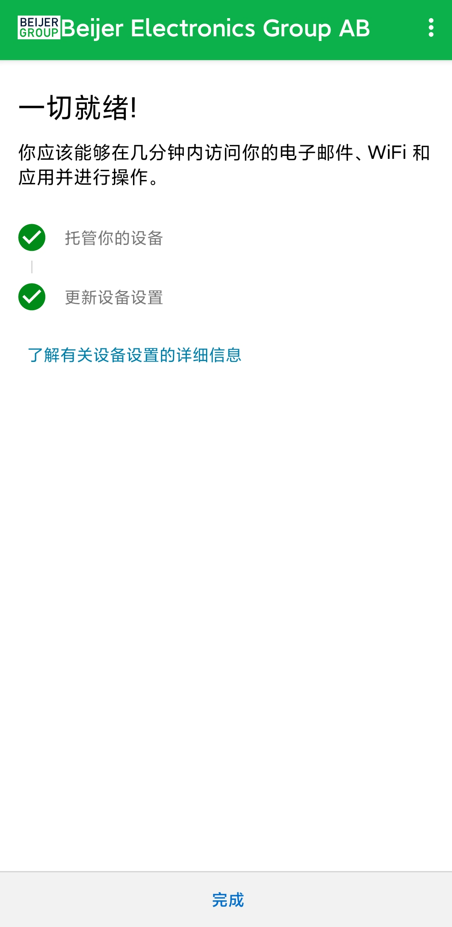 BEIJER
GROUP
Beijer Electronics Group AB
一切就绪!
你应该能够在几分钟内访问你的电子邮件、WiFi 和
应用并进行操作。
托管你的设备
更新设备设置
了解有关设备设置的详细信息
完成